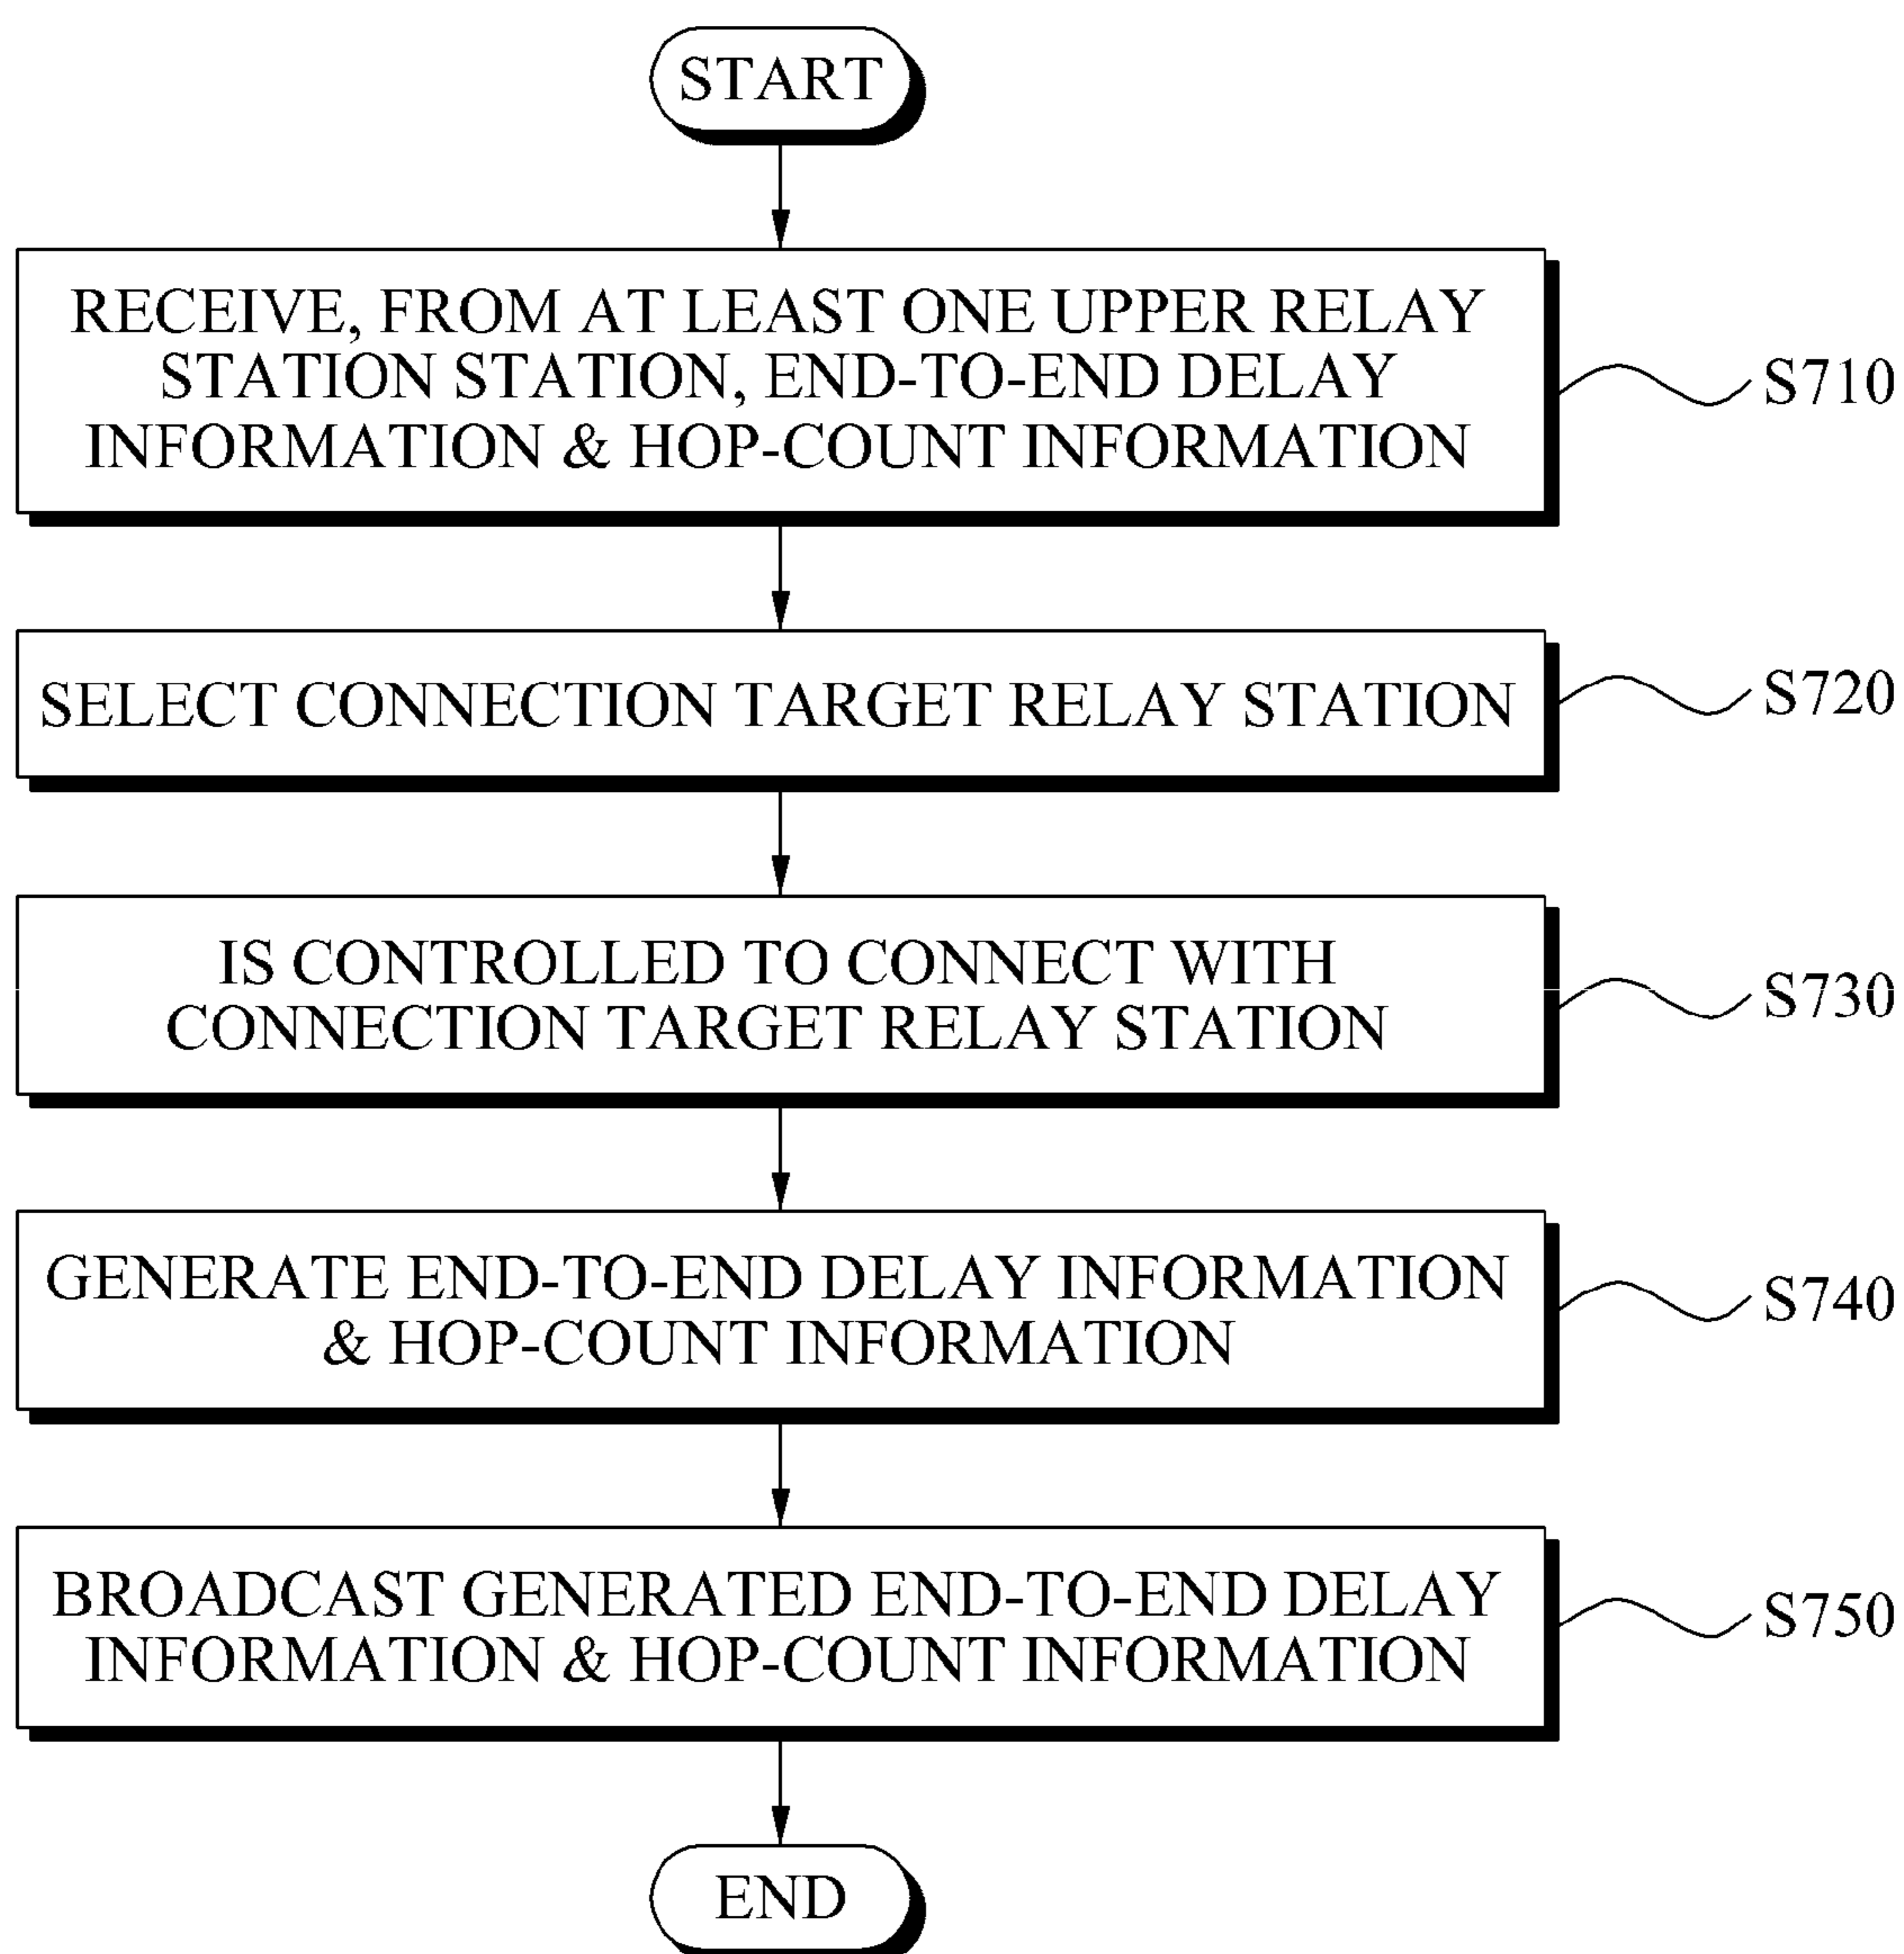 START
RECEIVE, FROM AT LEAST ONE UPPER RELAY
STATION STATION, END-TO-END DELAY
INFORMATION & HOP-COUNT INFORMATION
S710
SELECT CONNECTION TARGET RELAY STATION
S720
IS CONTROLLED TO CONNECT WITH
CONNECTION TARGET RELAY STATION
S730
GENERATE END-TO-END DELAY INFORMATION
& HOP-COUNT INFORMATION
S740
BROADCAST GENERATED END-TO-END DELAY
INFORMATION & HOP-COUNT INFORMATION
S750
END